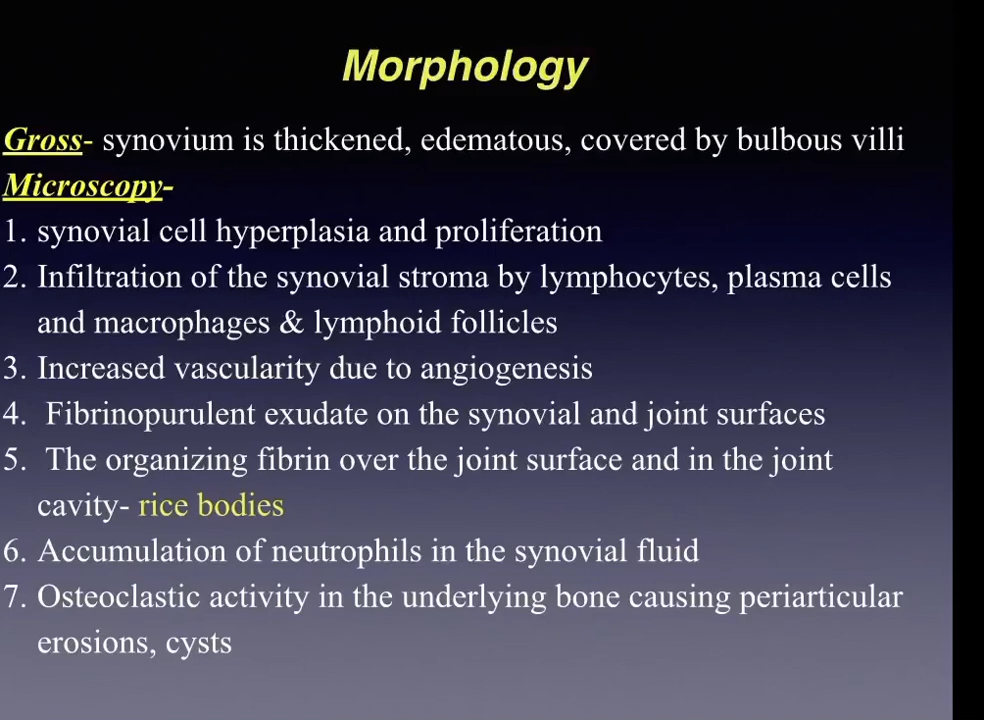 Morphology
Gross- synovium is thickened, edematous, covered by bulbous villi
Microscopy-
1. synovial cell hyperplasia and proliferation
2. Infiltration of the synovial stroma by lymphocytes, plasma cells
and macrophages & lymphoid follicles
3. Increased vascularity due to angiogenesis
4. Fibrinopurulent exudate on the synovial and joint surfaces
5. The organizing fibrin over the joint surface and in the joint
cavity- rice bodies
6. Accumulation of neutrophils in the synovial fluid
7. Osteoclastic activity in the underlying bone causing periarticular
erosions, cysts